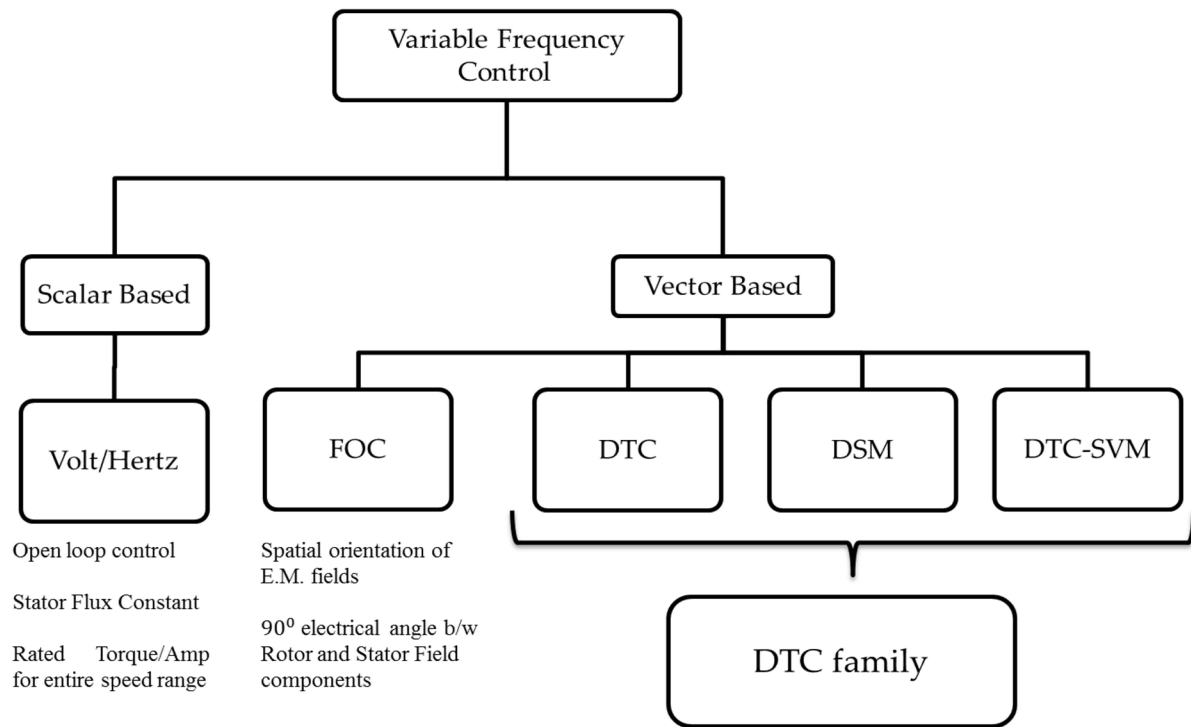 Variable Frequency
Control
Scalar Based
Vector Based
Volt/Hertz
FOC
DTC
DSM
DTC-SVM
Open loop control
Stator Flux Constant
Rated Torque/Amp
for entire speed range
Spatial orientation of
E.M. fields
90⁰ electrical angle b/w
Rotor and Stator Field
components
DTC family